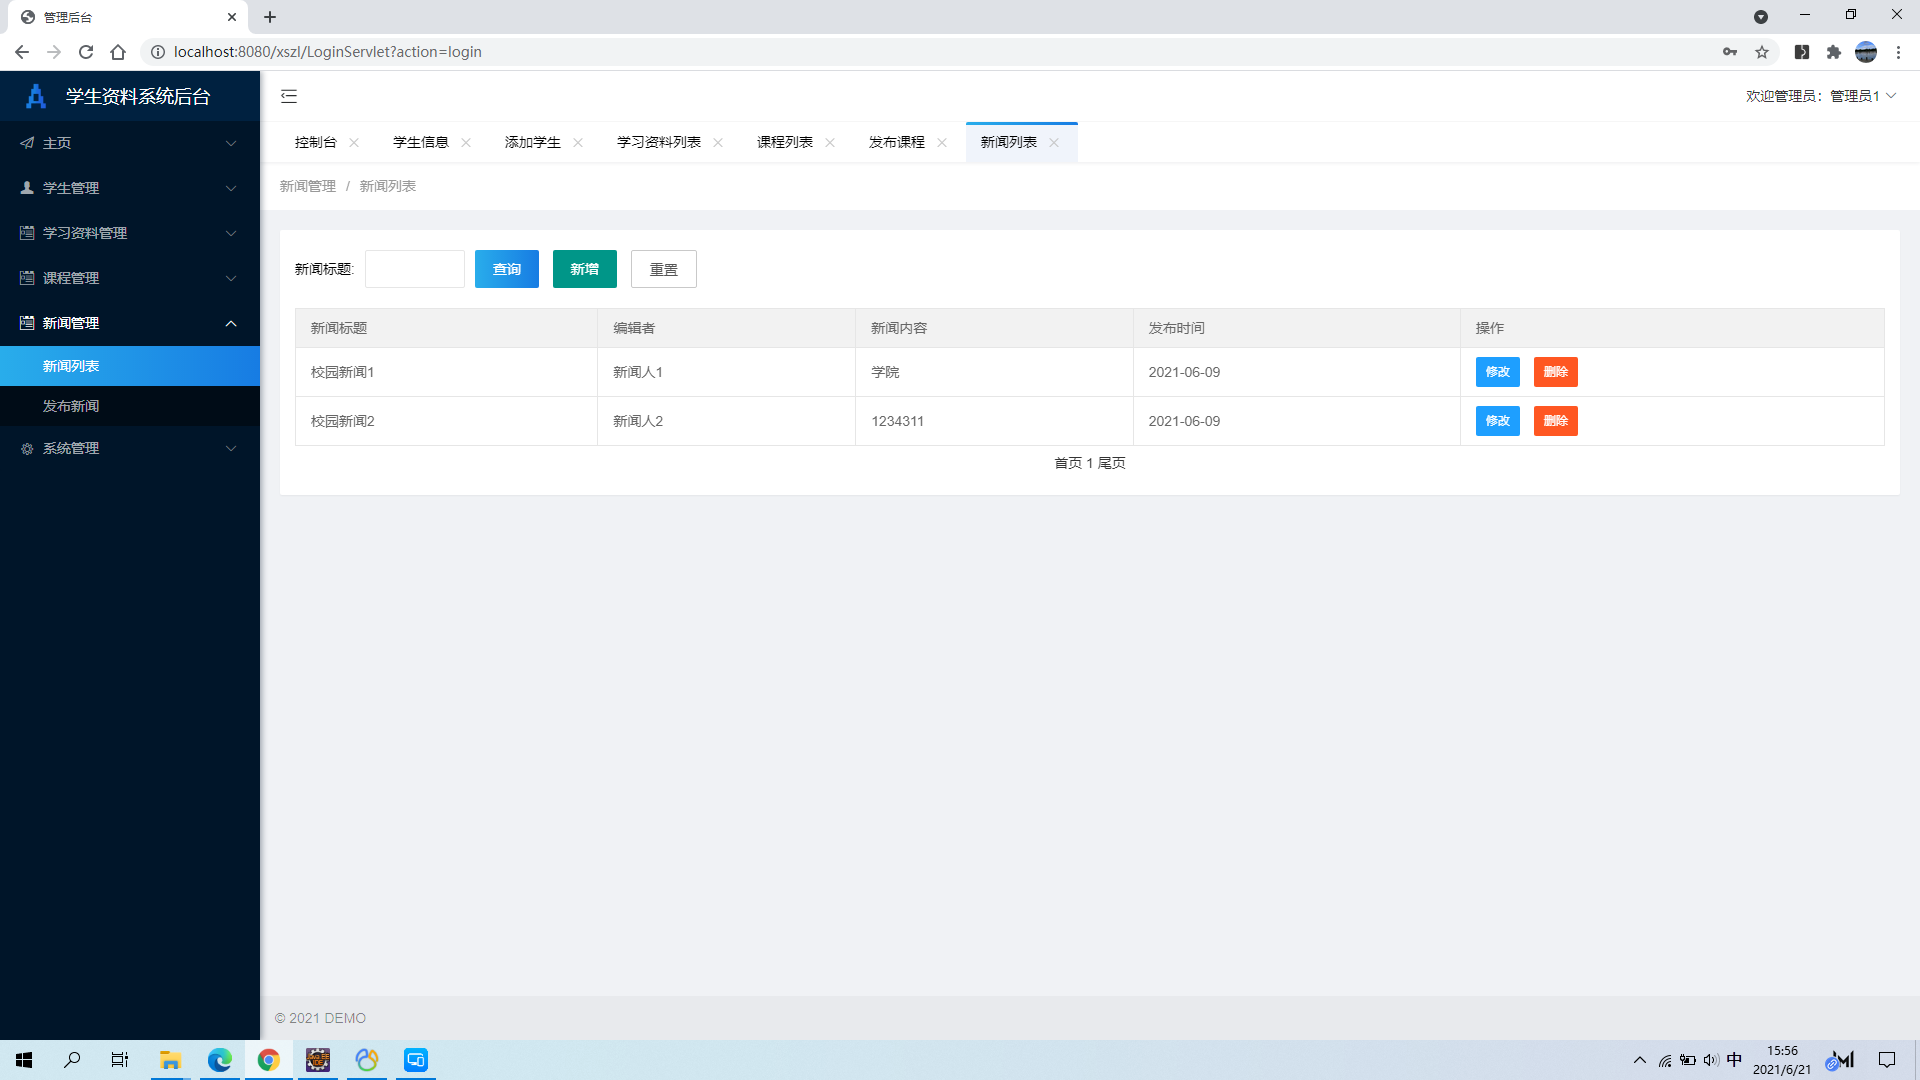 管理后台
localhost:8080/xszl/LoginServlet?action=login
学生资料系统后台
欢迎管理员：管理员1
主页
学生管理
学习资料管理
课程管理
新闻管理
新闻列表
发布新闻
系统管理
控制台 学生信息 添加学生 学习资料列表 课程列表 发布课程 新闻列表
新闻管理 / 新闻列表
新闻标题: 查询 新增 重置
新闻标题 编辑者 新闻内容 发布时间 操作
校园新闻1 新闻人1 学院 2021-06-09 修改 删除
校园新闻2 新闻人2 1234311 2021-06-09 修改 删除
首页 1 尾页
© 2021 DEMO
中
15:56
2021/6/21